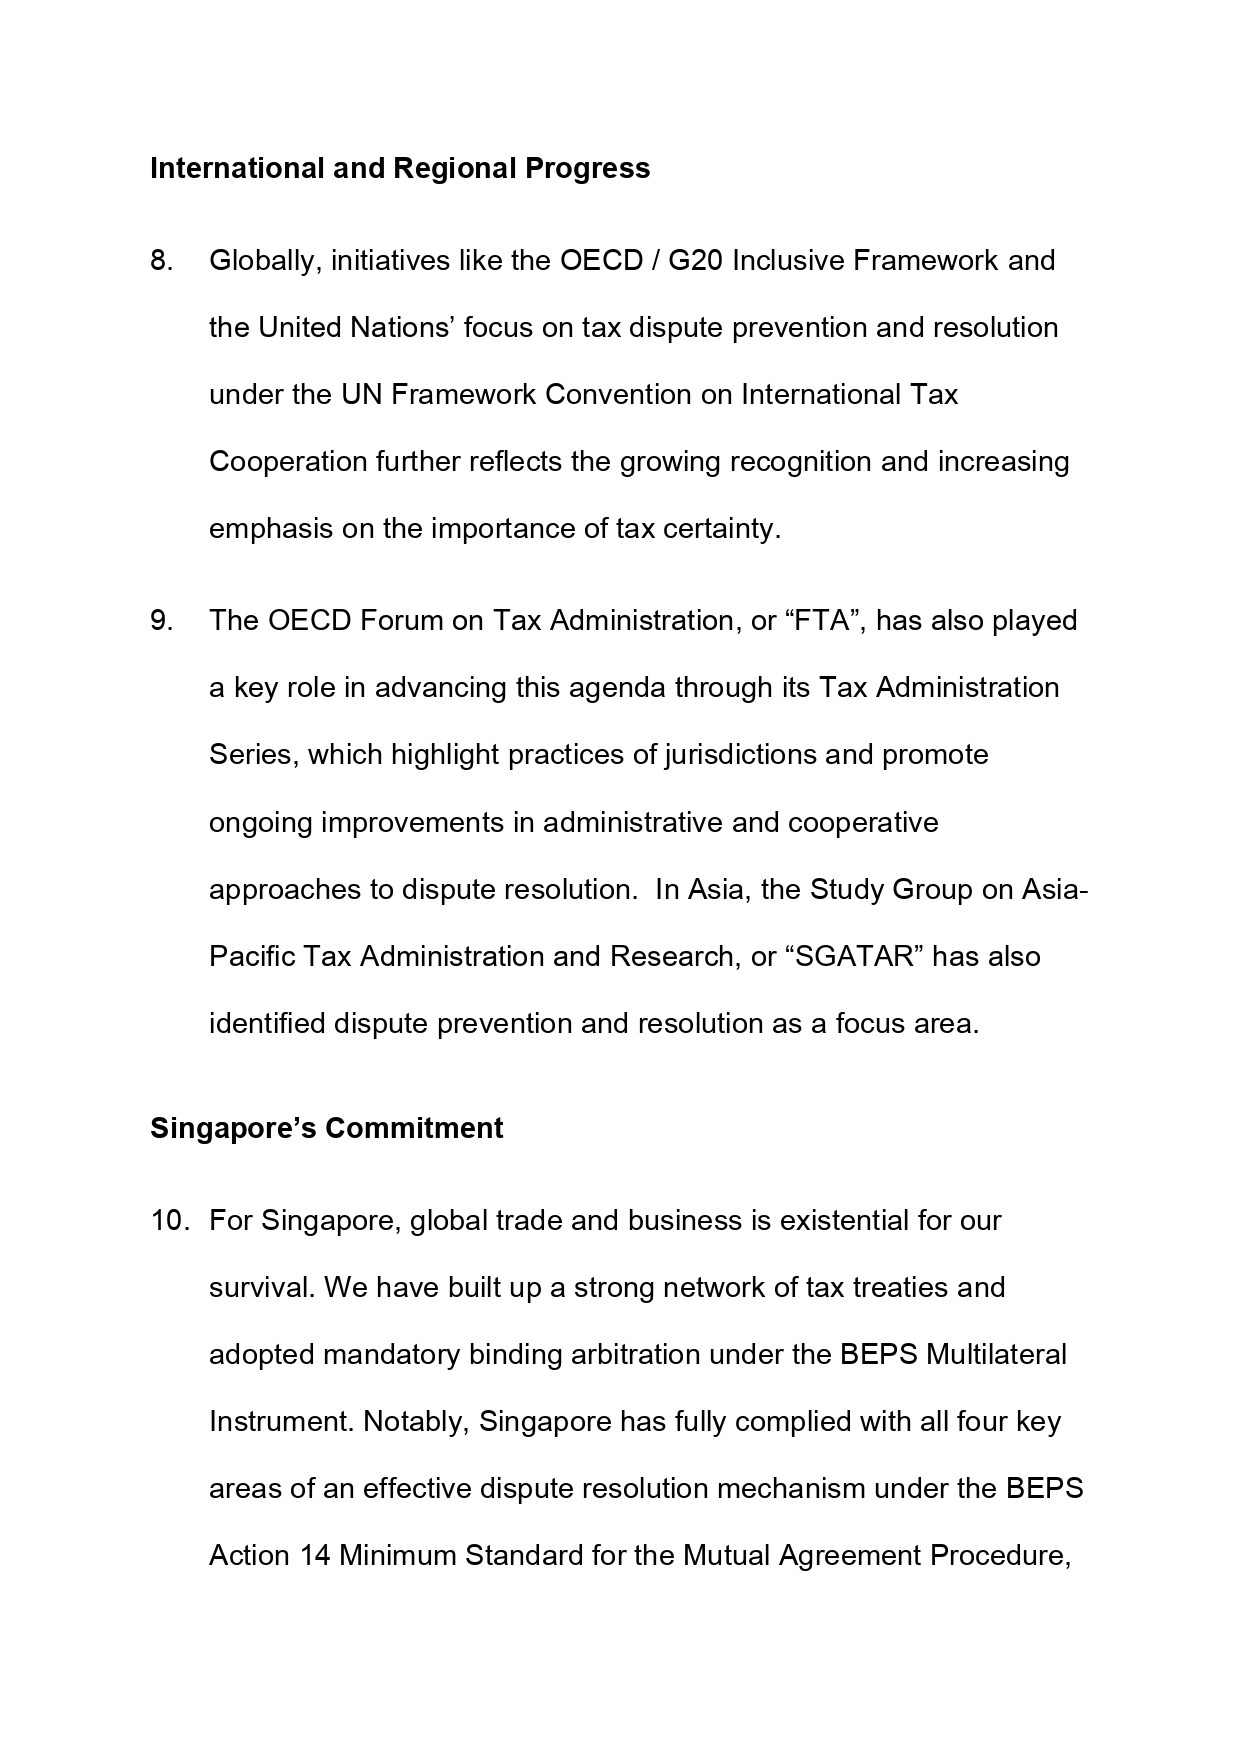 International and Regional Progress
8. Globally, initiatives like the OECD / G20 Inclusive Framework and
the United Nations’ focus on tax dispute prevention and resolution
under the UN Framework Convention on International Tax
Cooperation further reflects the growing recognition and increasing
emphasis on the importance of tax certainty.
9. The OECD Forum on Tax Administration, or “FTA”, has also played
a key role in advancing this agenda through its Tax Administration
Series, which highlight practices of jurisdictions and promote
ongoing improvements in administrative and cooperative
approaches to dispute resolution.  In Asia, the Study Group on Asia-
Pacific Tax Administration and Research, or “SGATAR” has also
identified dispute prevention and resolution as a focus area.
Singapore’s Commitment
10. For Singapore, global trade and business is existential for our
survival. We have built up a strong network of tax treaties and
adopted mandatory binding arbitration under the BEPS Multilateral
Instrument. Notably, Singapore has fully complied with all four key
areas of an effective dispute resolution mechanism under the BEPS
Action 14 Minimum Standard for the Mutual Agreement Procedure,